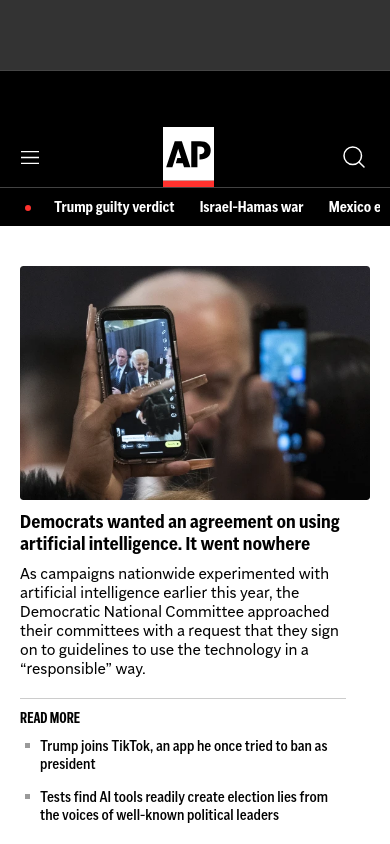 AP
Trump guilty verdict Israel-Hamas war Mexico e
Democrats wanted an agreement on using
artificial intelligence. It went nowhere
As campaigns nationwide experimented with
artificial intelligence earlier this year, the
Democratic National Committee approached
their committees with a request that they sign
on to guidelines to use the technology in a
“responsible” way.
READ MORE
Trump joins TikTok, an app he once tried to ban as
president
Tests find AI tools readily create election lies from
the voices of well-known political leaders